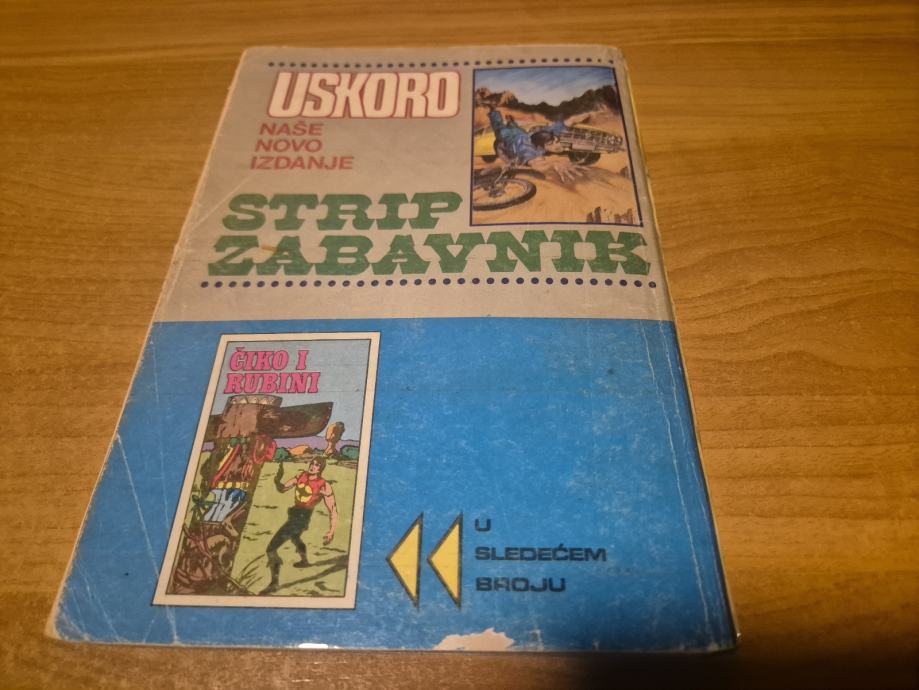 USKORO
NAŠE
NOVO
IZDANJE
STRIP
ZABAVNIK
ČIKO I
RUBINI
U
SLEDEĆEM
BROJU